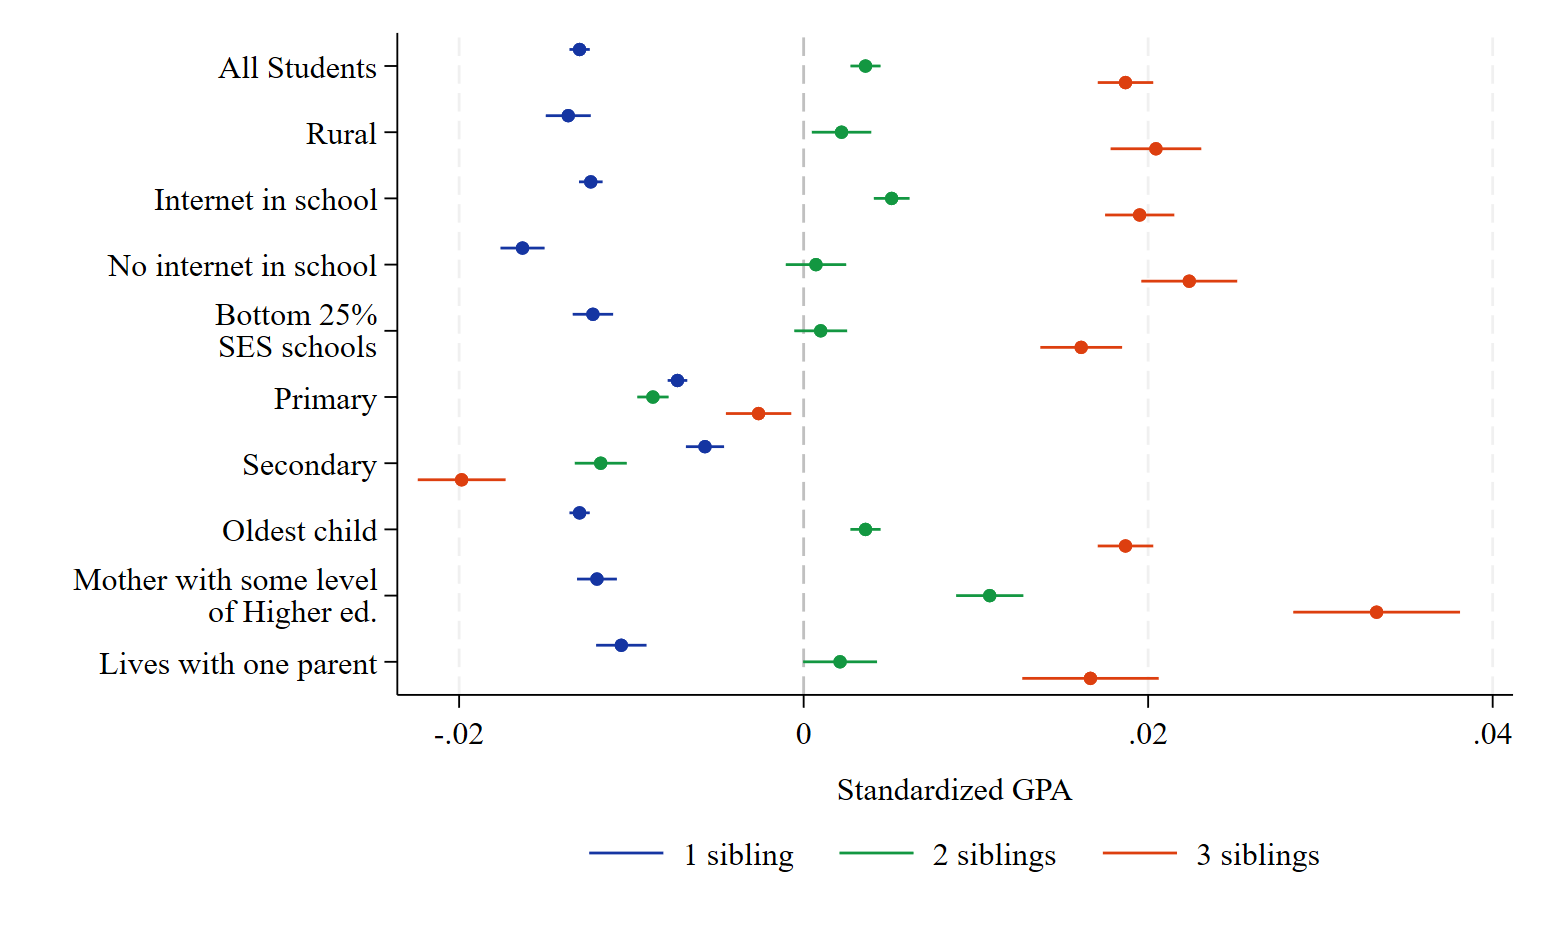 All Students
Rural
Internet in school
No internet in school
Bottom 25%
SES schools
Primary
Secondary
Oldest child
Mother with some level
of Higher ed.
Lives with one parent
-.02 0 .02 .04
Standardized GPA
1 sibling 2 siblings 3 siblings